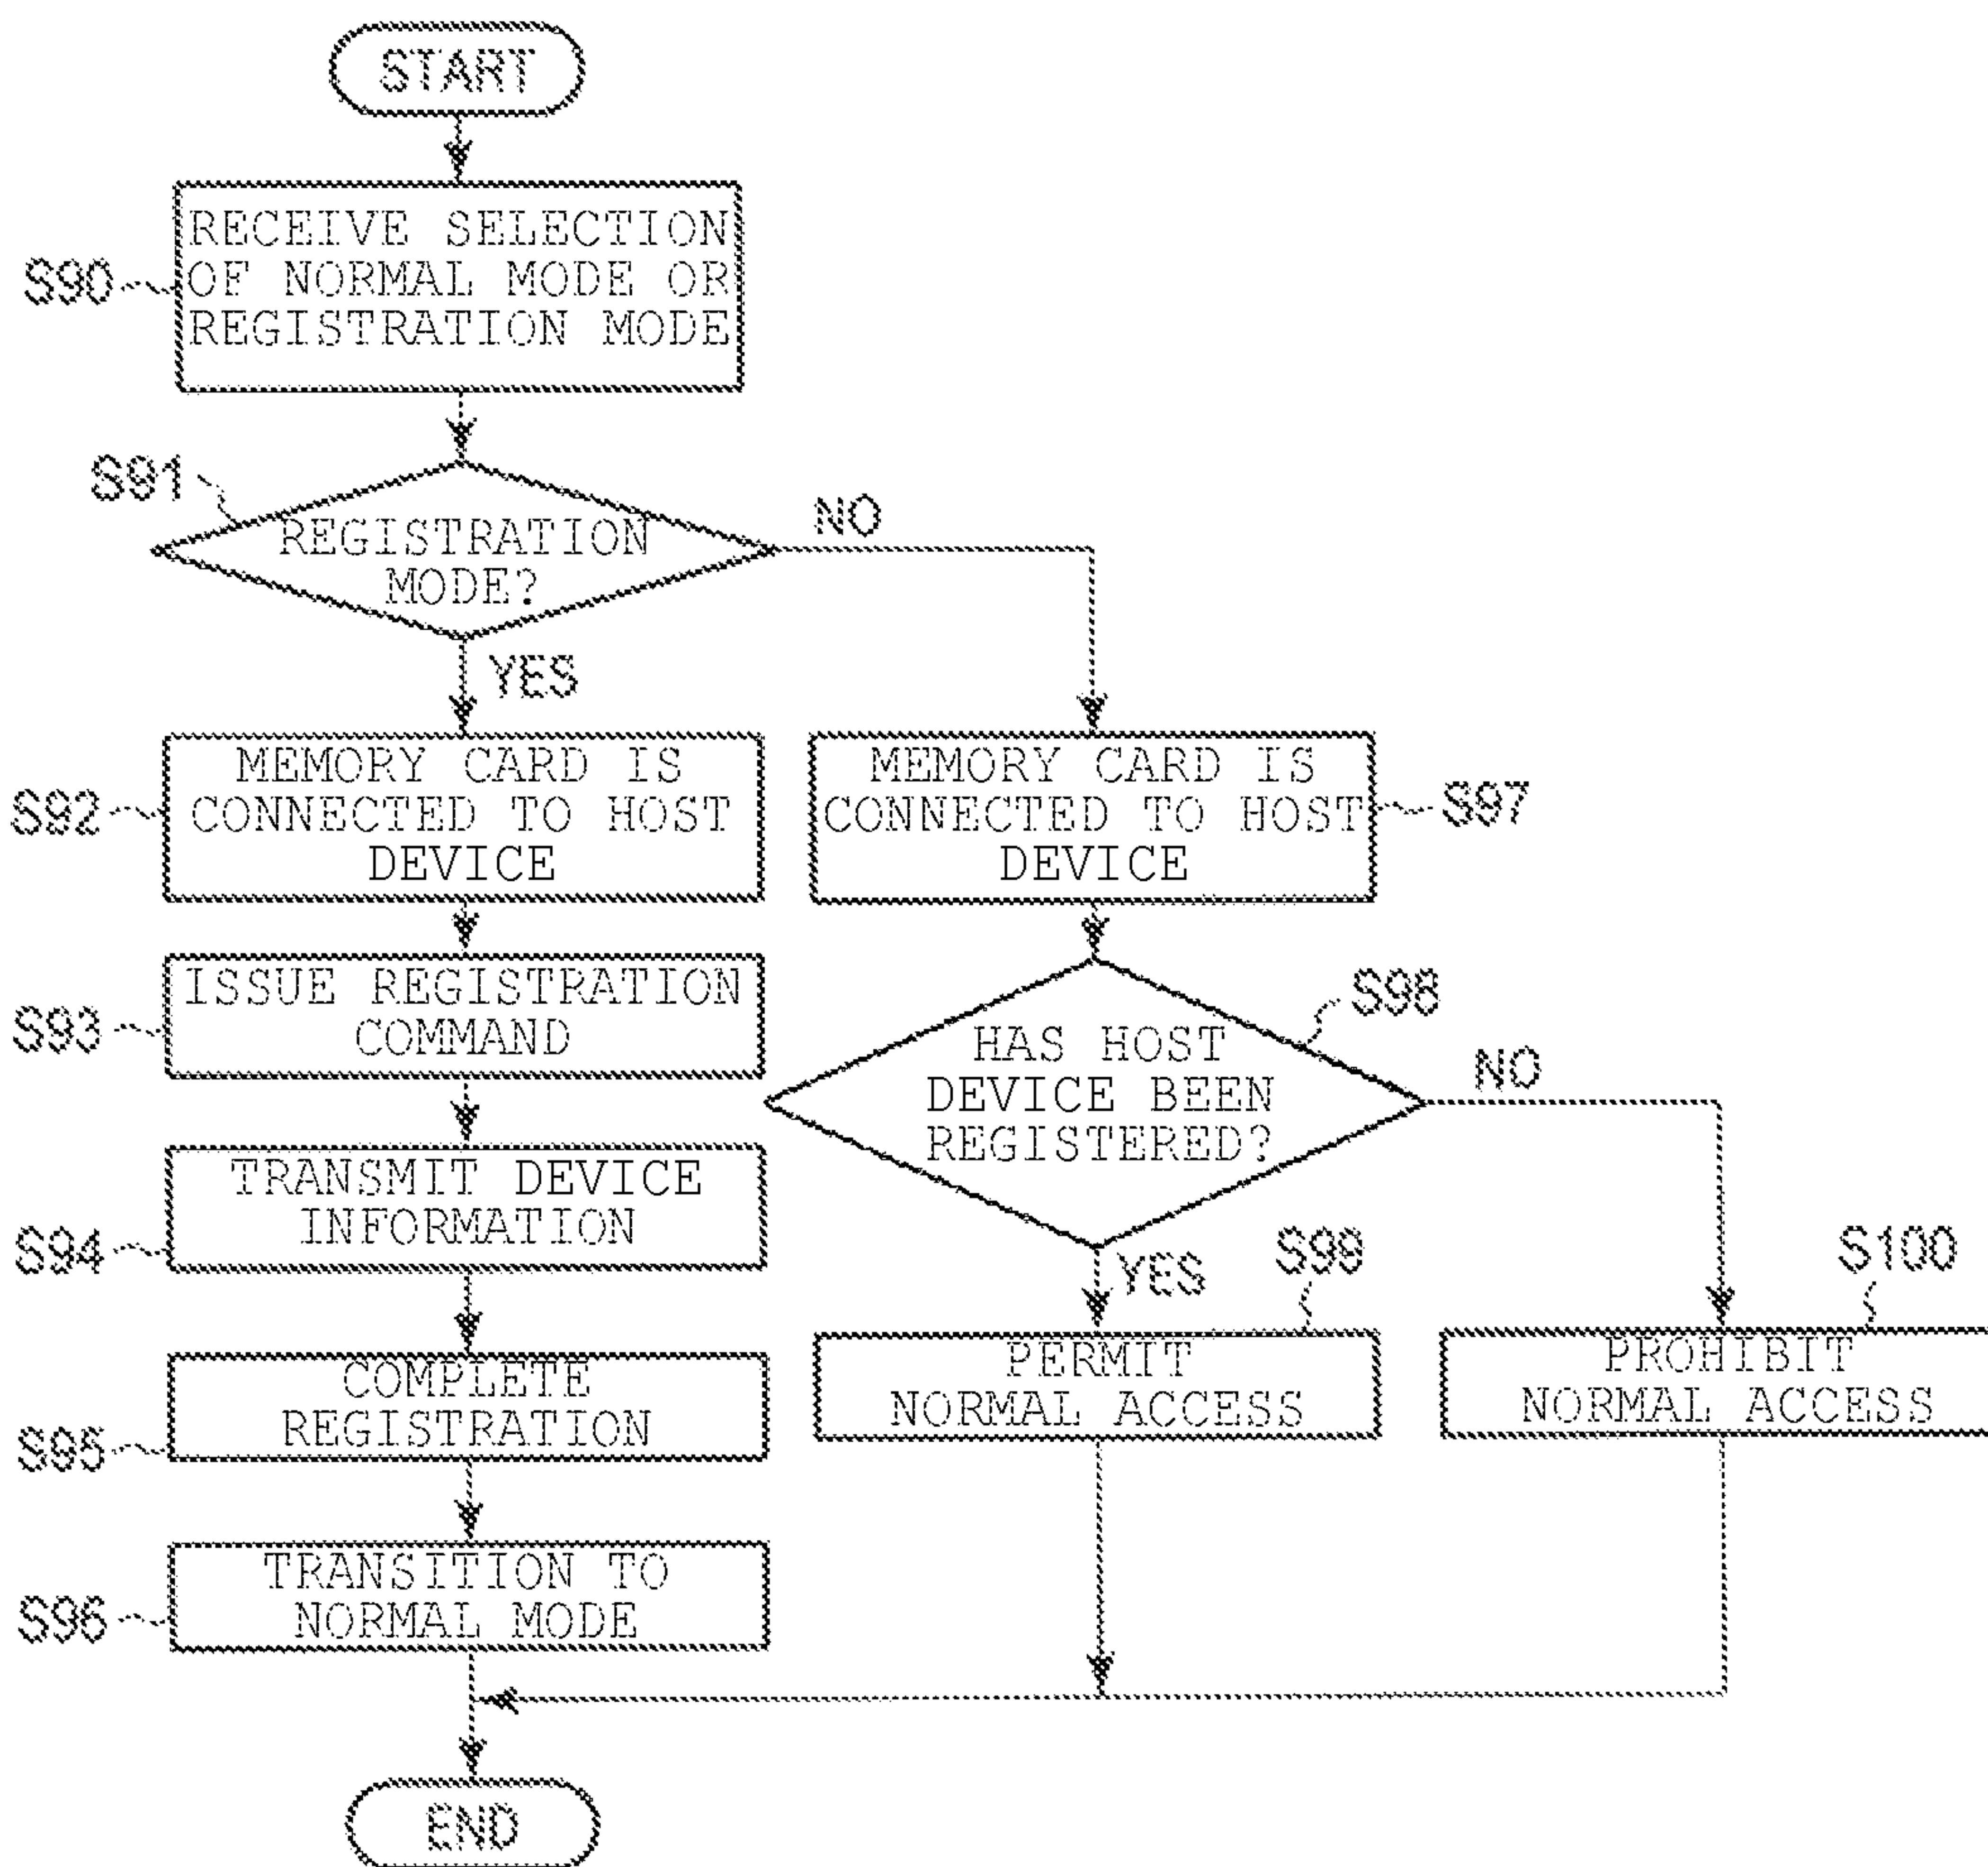 START
RECEIVE SELECTION
OF NORMAL MODE OR
REGISTRATION MODE
S90
S91
REGISTRATION
MODE?
NO
YES
MEMORY CARD IS
CONNECTED TO HOST
DEVICE
S92
MEMORY CARD IS
CONNECTED TO HOST
DEVICE
S97
ISSUE REGISTRATION
COMMAND
S93
HAS HOST
DEVICE BEEN
REGISTERED?
S98
NO
YES
TRANSMIT DEVICE
INFORMATION
S94
S99
PERMIT
NORMAL ACCESS
S100
PROHIBIT
NORMAL ACCESS
COMPLETE
REGISTRATION
S95
TRANSITION TO
NORMAL MODE
S96
END